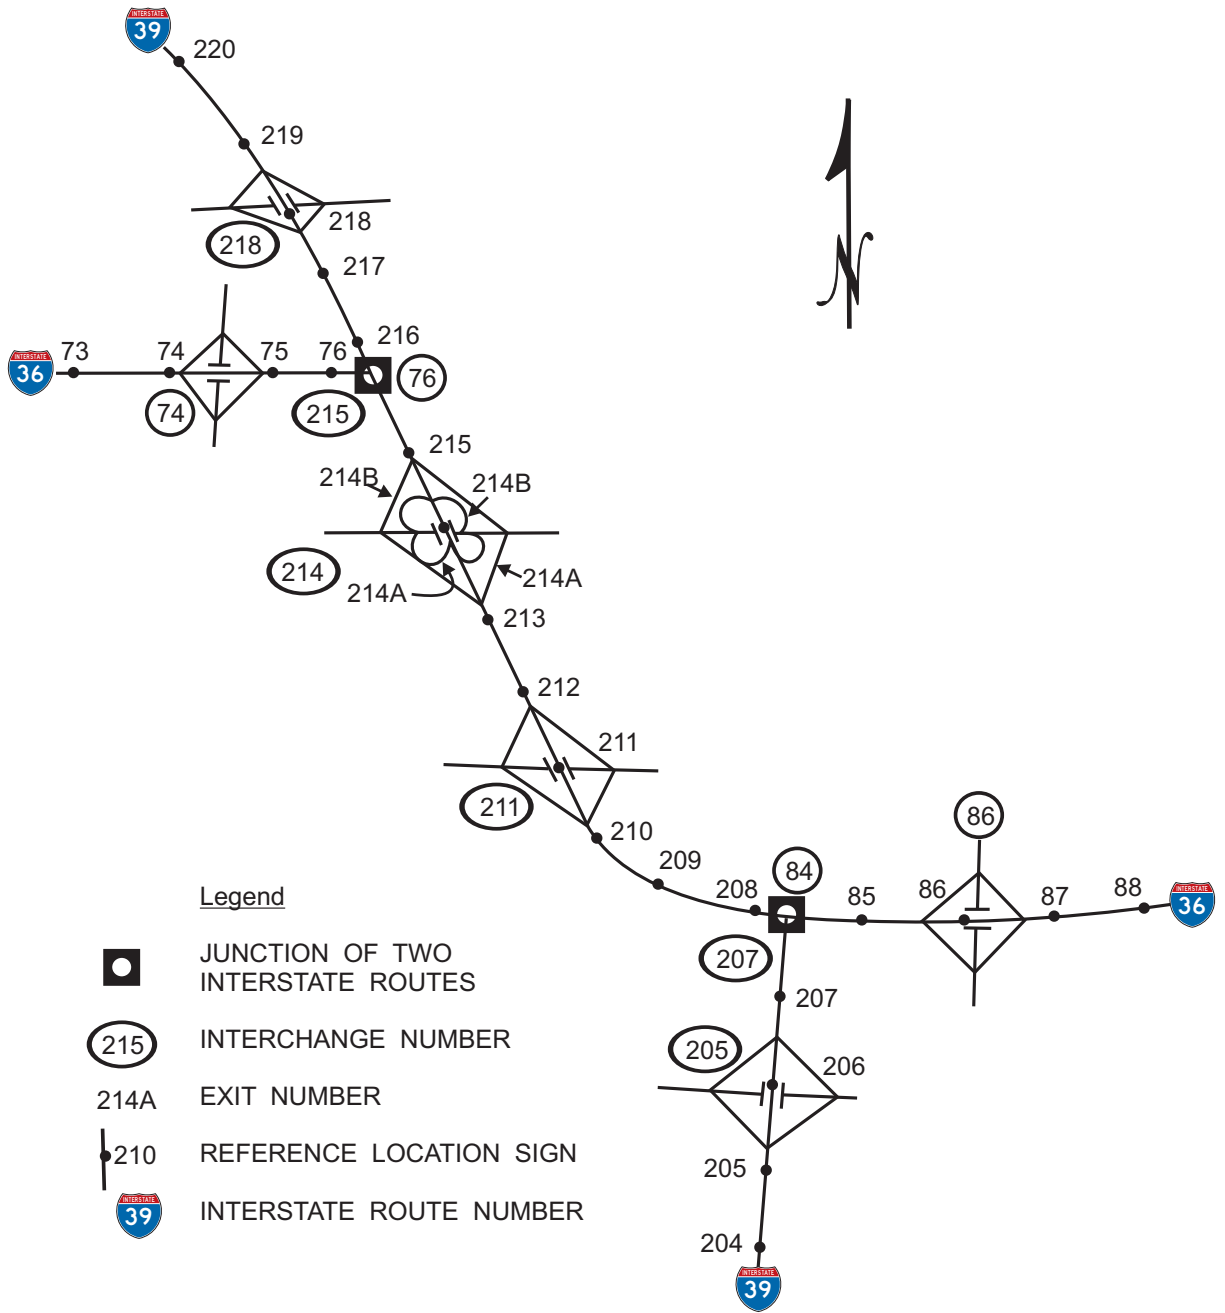 INTERSTATE
39
220
219
218
218
217
216
INTERSTATE
36
73
74
75
76
76
74
215
215
214B
214B
214
214A
214A
213
212
211
211
210
209
208
84
207
85
86
86
87
88
INTERSTATE
36
207
205
206
205
204
INTERSTATE
39
N
Legend
JUNCTION OF TWO
INTERSTATE ROUTES
215
INTERCHANGE NUMBER
214A
EXIT NUMBER
210
REFERENCE LOCATION SIGN
INTERSTATE
39
INTERSTATE ROUTE NUMBER